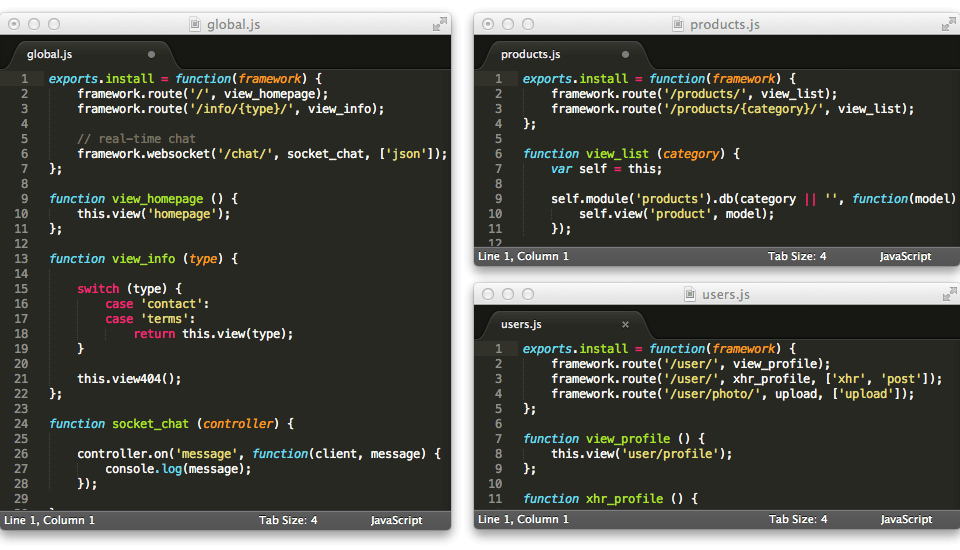 global.js
global.js
1 exports.install = function(framework) {
2 framework.route('/', view_homepage);
3 framework.route('/info/{type}/', view_info);
4
5 // real-time chat
6 framework.websocket('/chat/', socket_chat, ['json']);
7 };
8
9 function view_homepage () {
10 this.view('homepage');
11 };
12
13 function view_info (type) {
14
15 switch (type) {
16 case 'contact':
17 case 'terms':
18 return this.view(type);
19 }
20
21 this.view404();
22 };
23
24 function socket_chat (controller) {
25
26 controller.on('message', function(client, message) {
27 console.log(message);
28 });
29
Line 1, Column 1 Tab Size: 4 JavaScript
products.js
products.js
1 exports.install = function(framework) {
2 framework.route('/products/', view_list);
3 framework.route('/products/{category}/', view_list);
4 };
5
6 function view_list (category) {
7 var self = this;
8
9 self.module('products').db(category || '', function(model)
10 self.view('product', model);
11 });
12
Line 1, Column 1 Tab Size: 4 JavaScript
users.js
users.js
1 exports.install = function(framework) {
2 framework.route('/user/', view_profile);
3 framework.route('/user/', xhr_profile, ['xhr', 'post']);
4 framework.route('/user/photo/', upload, ['upload']);
5 };
6
7 function view_profile () {
8 this.view('user/profile');
9 };
10
11 function xhr_profile () {
Line 1, Column 1 Tab Size: 4 JavaScript